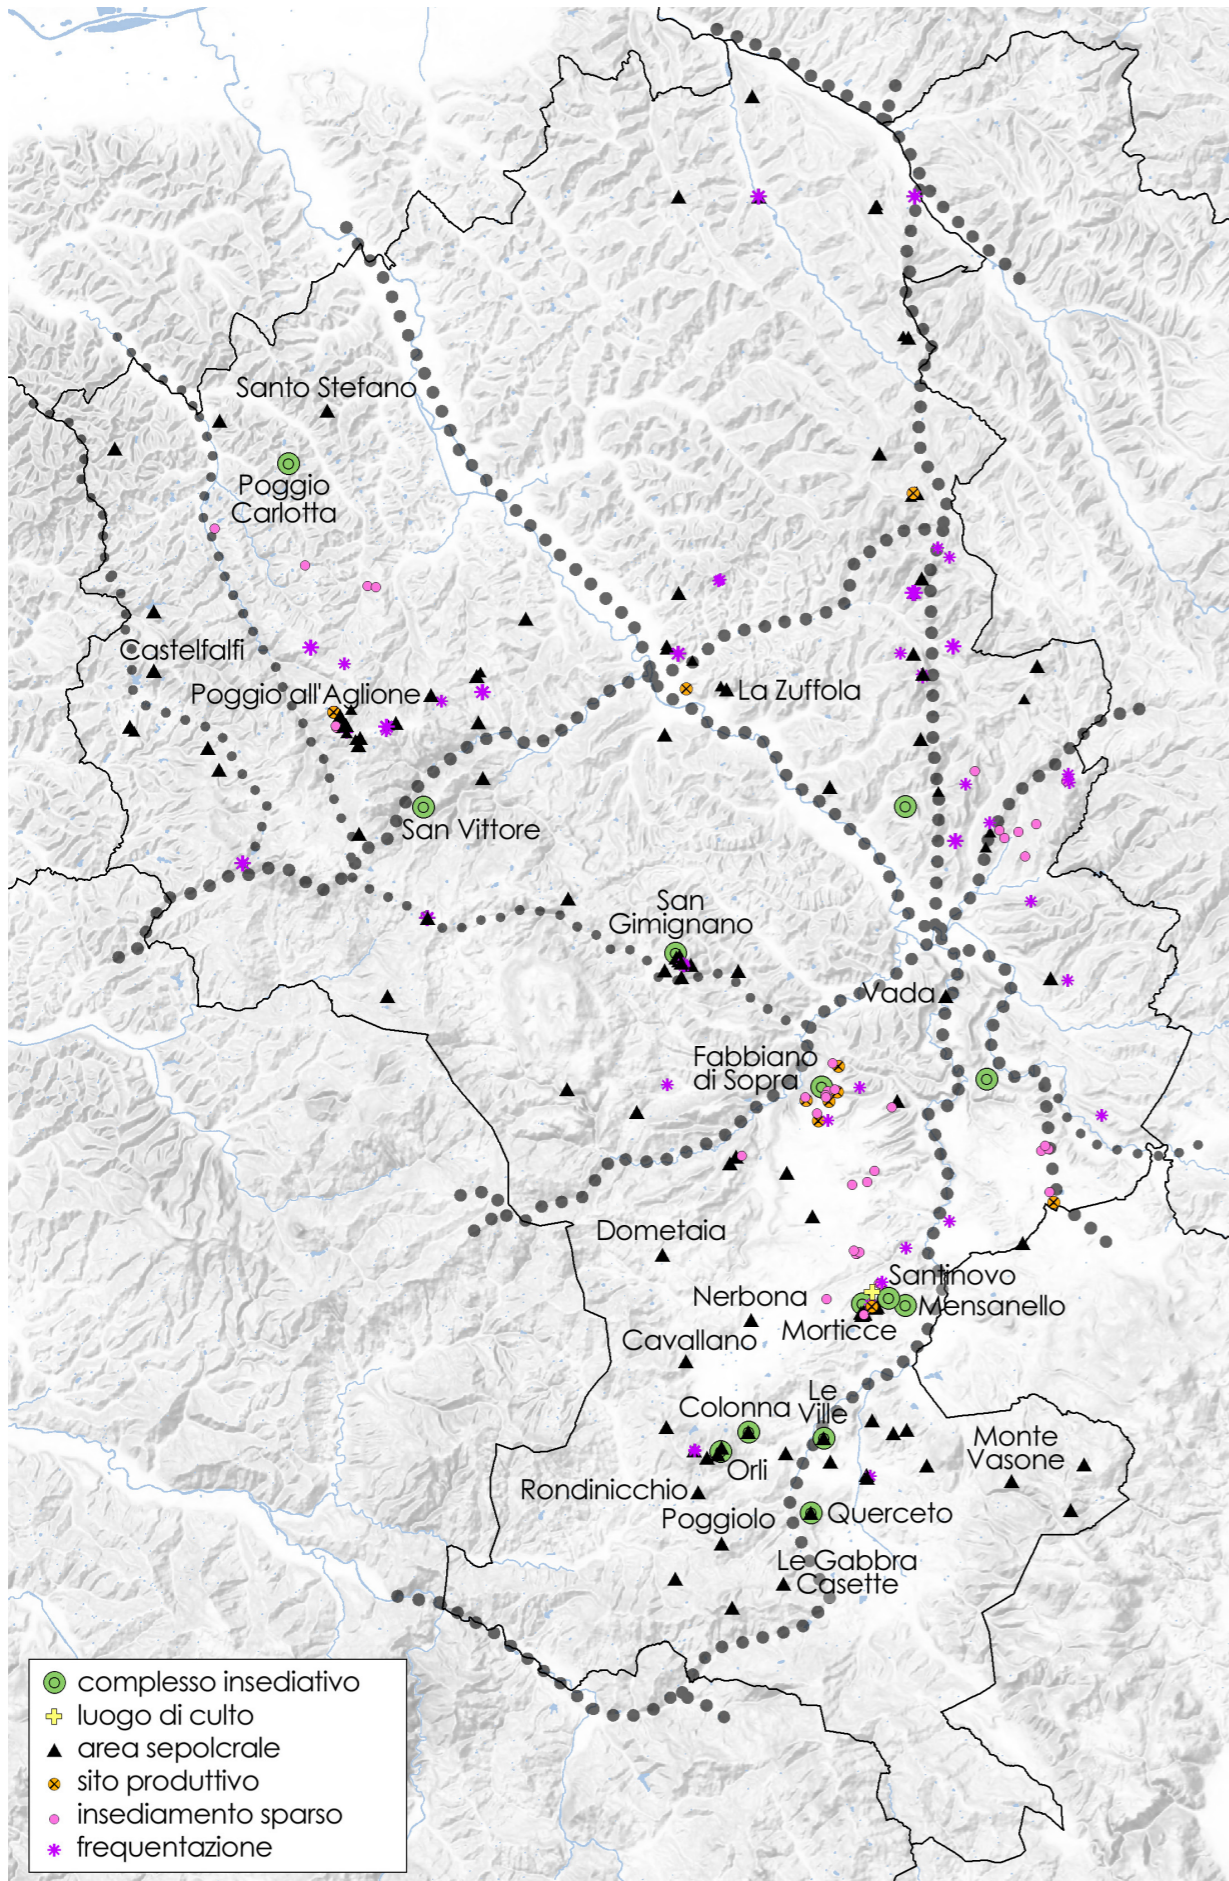 Santo Stefano
Poggio
Carlotta
Castelfalfi
Poggio all'Aglione
La Zuffola
San Vittore
San
Gimignano
Vada
Fabbiano
di Sopra
Dometaia
Santinovo
Nerbona
Mensanello
Morticce
Cavallano
Le
Ville
Colonna
Monte
Vasone
Orli
Rondinicchio
Querceto
Poggiolo
Le Gabbra
Casette
complesso insediativo
luogo di culto
area sepolcrale
sito produttivo
insediamento sparso
frequentazione